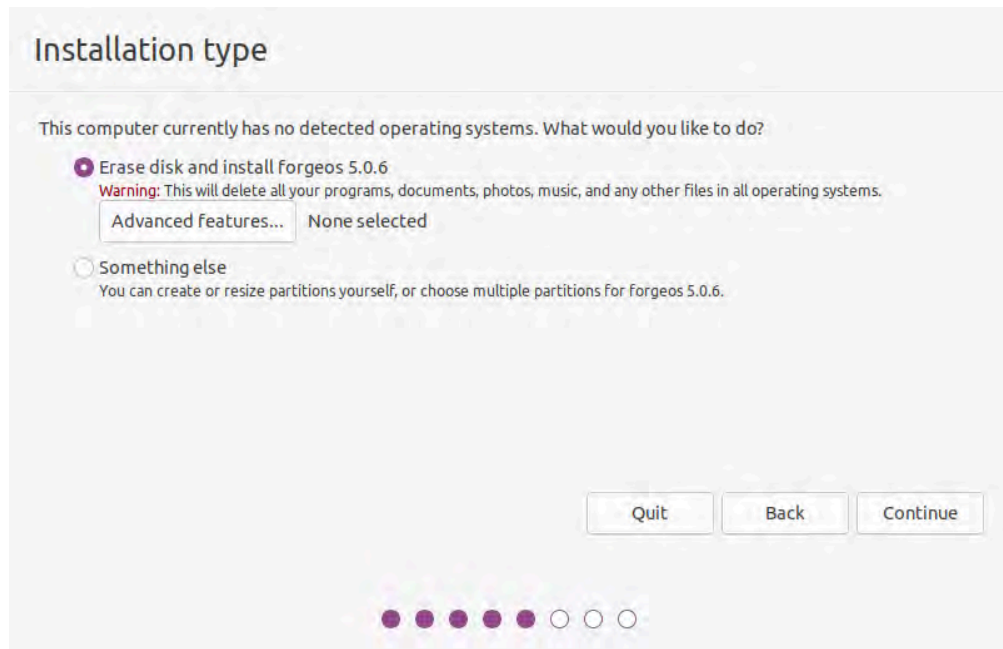 Installation type
This computer currently has no detected operating systems. What would you like to do?
Erase disk and install forgeos 5.0.6
Warning: This will delete all your programs, documents, photos, music, and any other files in all operating systems.
Advanced features... None selected
Something else
You can create or resize partitions yourself, or choose multiple partitions for forgeos 5.0.6.
Quit Back Continue